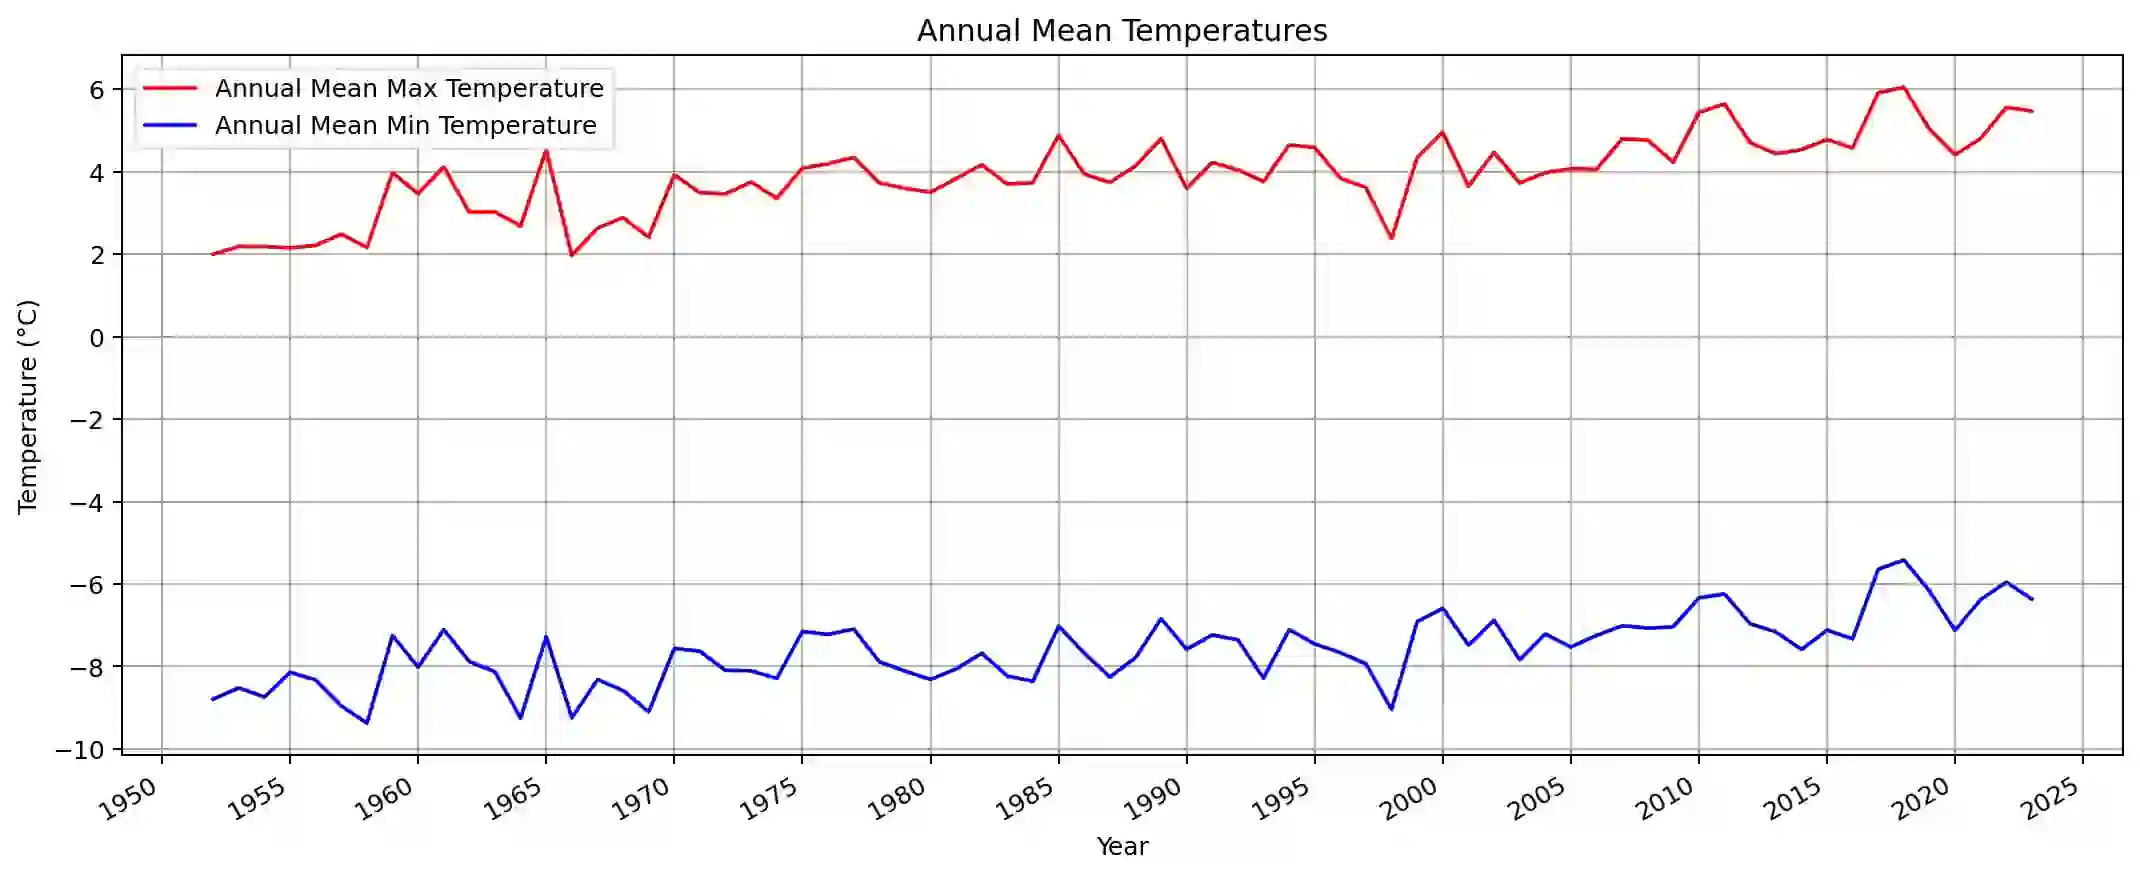 Annual Mean Temperatures
Annual Mean Max Temperature
Annual Mean Min Temperature
6
4
2
0
−2
−4
−6
−8
−10
Temperature (°C)
1950 1955 1960 1965 1970 1975 1980 1985 1990 1995 2000 2005 2010 2015 2020 2025
Year